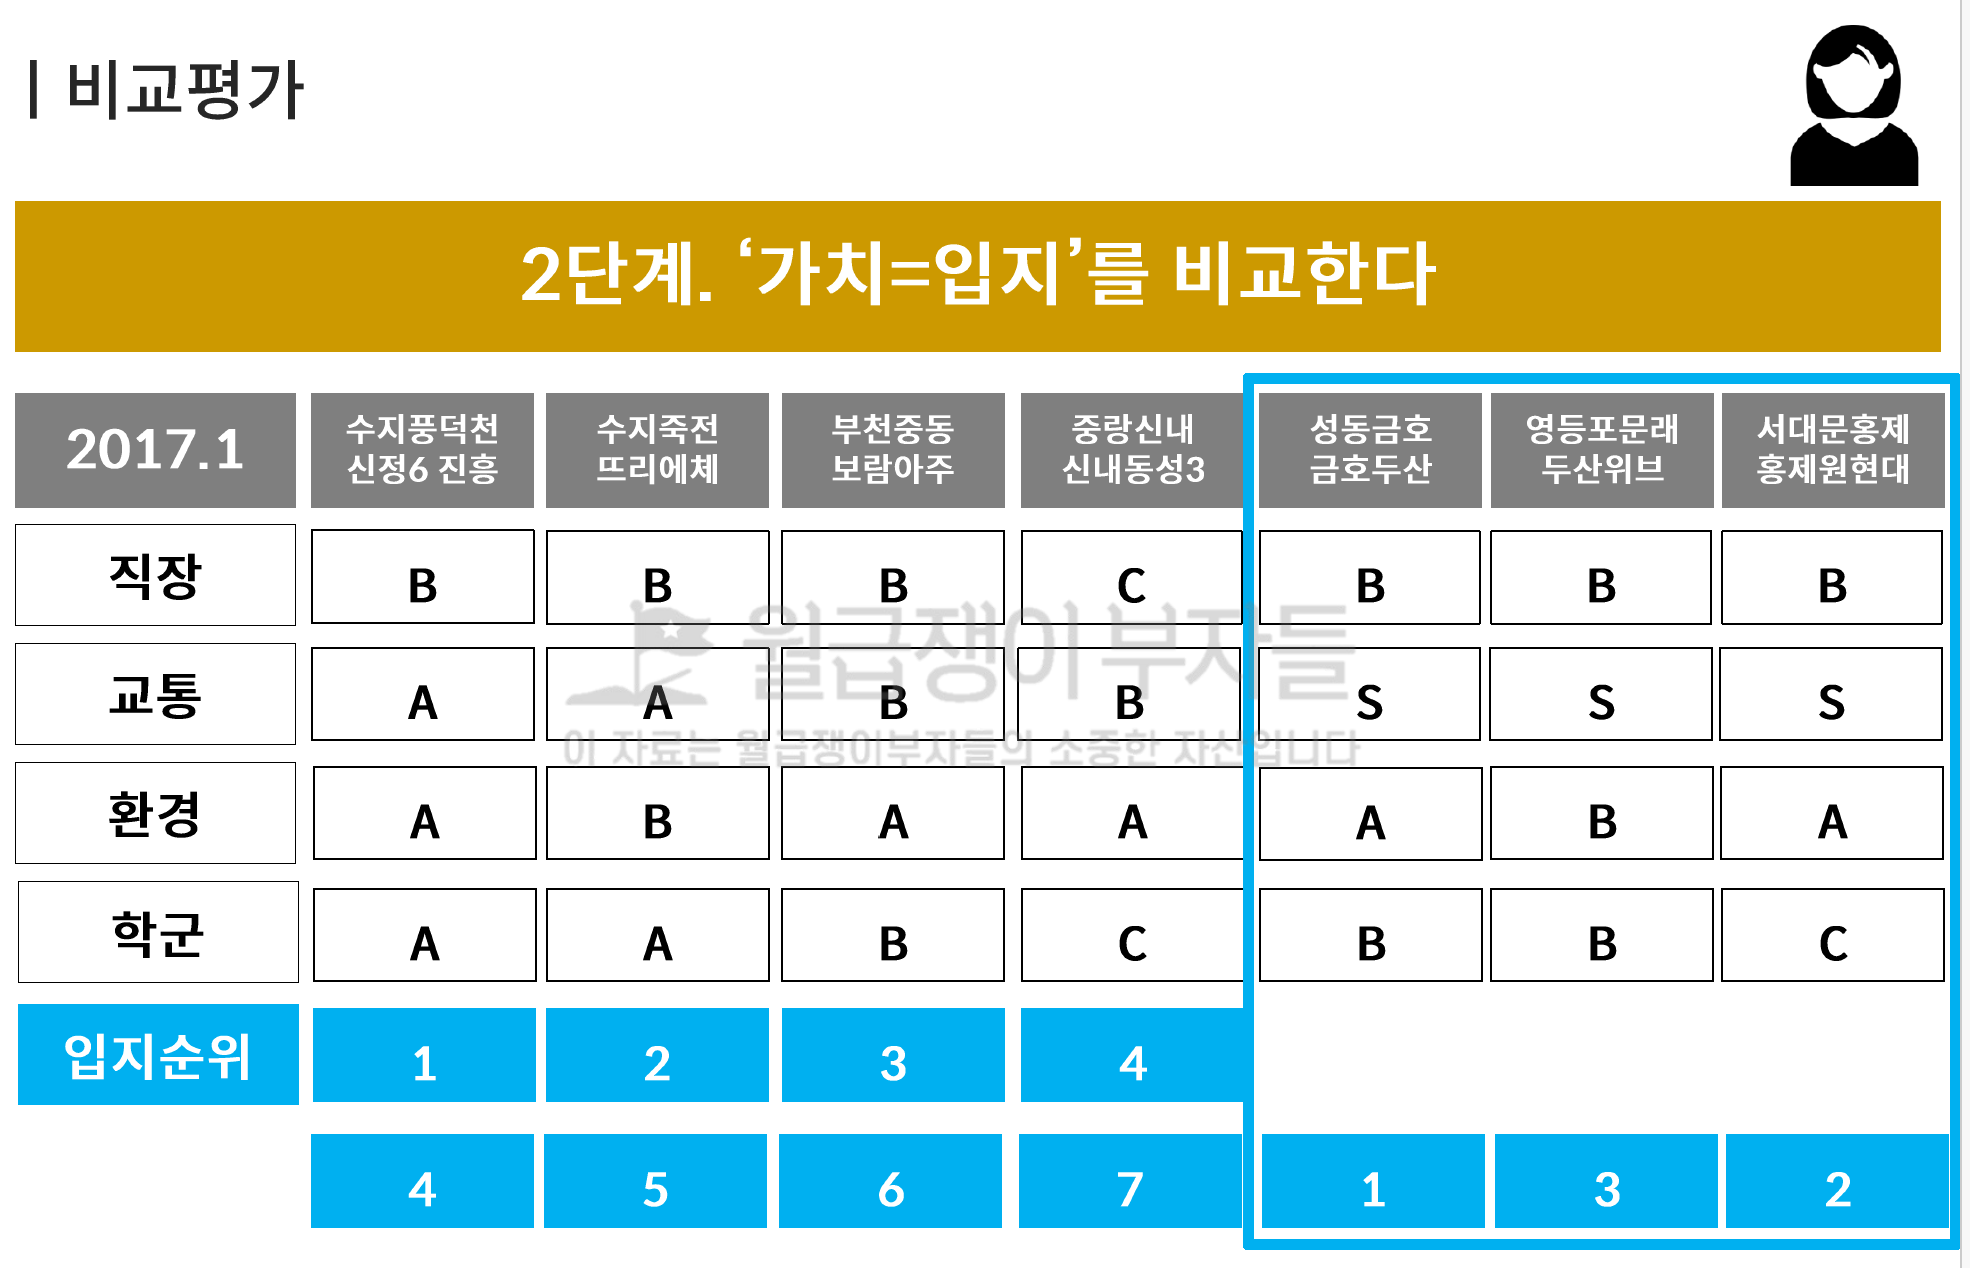 | 비교평가
2단계. ‘가치=입지’를 비교한다
2017.1 수지풍덕천 신정6 진흥 수지죽전 뜨리에체 부천중동 보람아주 중랑신내 신내동성3 성동금호 금호두산 영등포문래 두산위브 서대문홍제 홍제원현대
직장 B B B C B B B
교통 A A B B S S S
월급쟁이 부자들
이 자료는 월급쟁이부자들의 소중한 자산입니다
환경 A B A A A B A
학군 A A B C B B C
입지순위 1 2 3 4
4 5 6 7 1 3 2